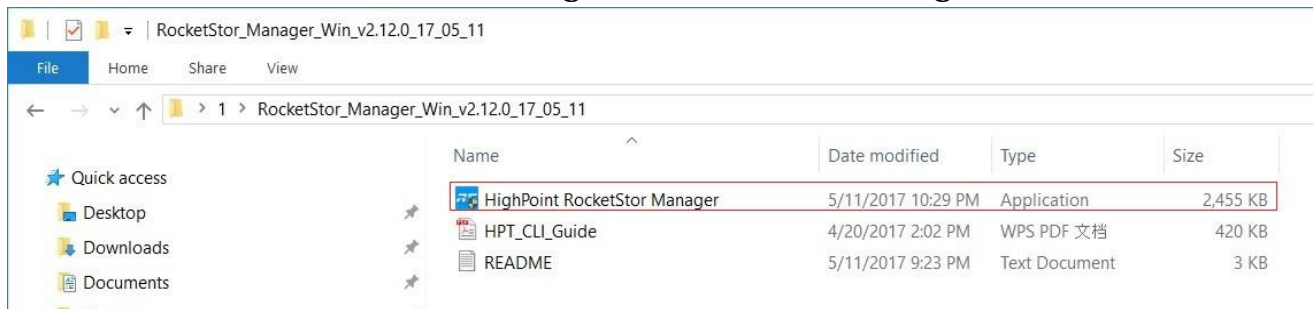 RocketStor_Manager_Win_v2.12.0_17_05_11
File Home Share View
1 > RocketStor_Manager_Win_v2.12.0_17_05_11
Name Date modified Type Size
Quick access
HighPoint RocketStor Manager 5/11/2017 10:29 PM Application 2,455 KB
Desktop
HPT_CLI_Guide 4/20/2017 2:02 PM WPS PDF 文档 420 KB
Downloads
README 5/11/2017 9:23 PM Text Document 3 KB
Documents